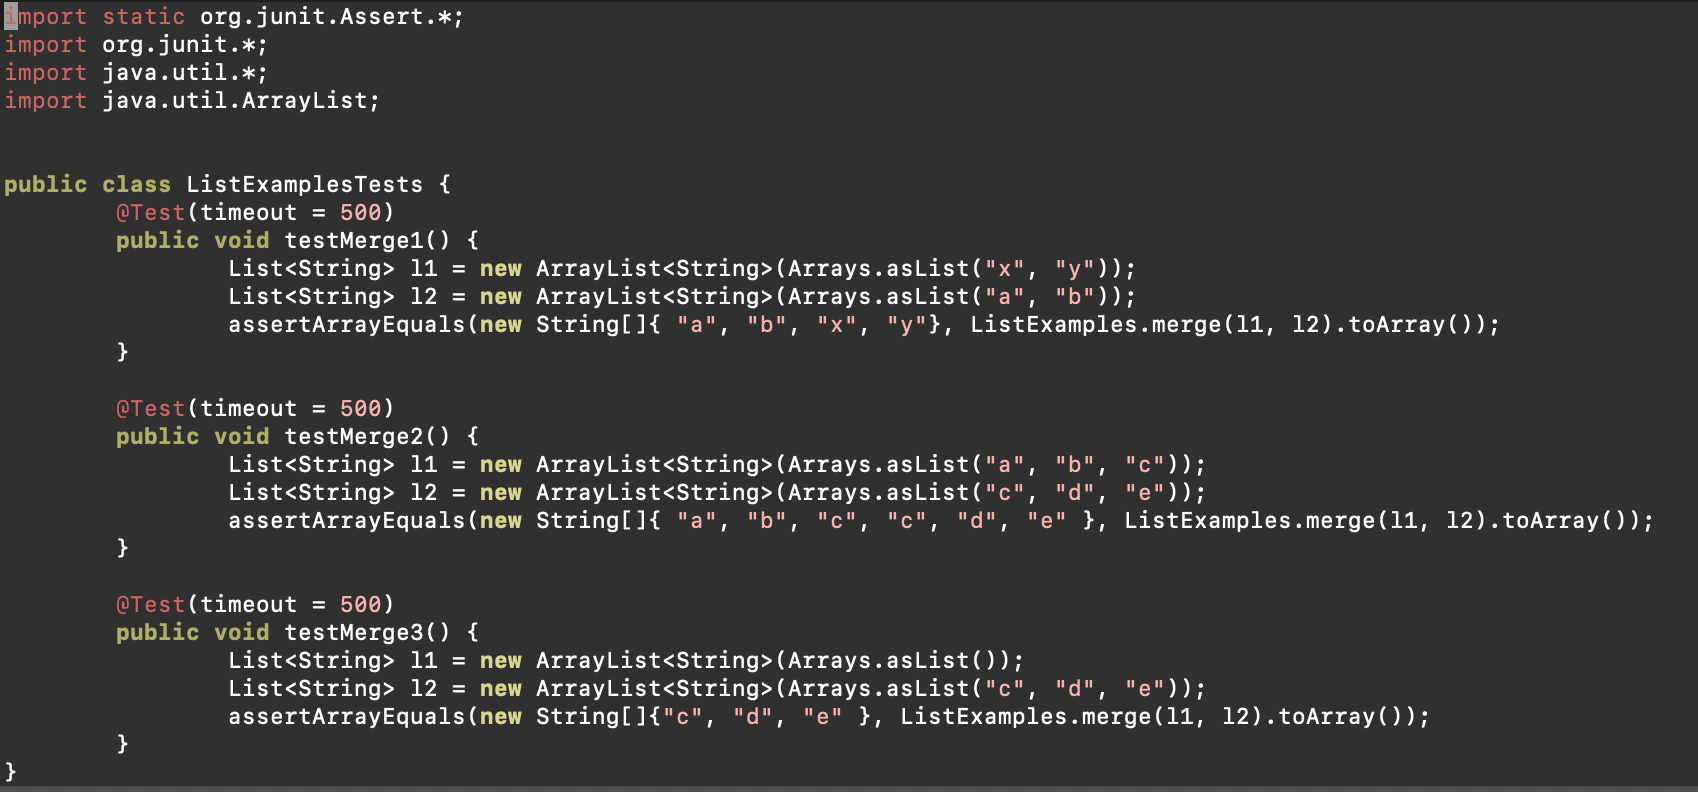 import static org.junit.Assert.*;
import org.junit.*;
import java.util.*;
import java.util.ArrayList;
public class ListExamplesTests {
        @Test(timeout = 500)
        public void testMerge1() {
                List<String> l1 = new ArrayList<String>(Arrays.asList("x", "y"));
                List<String> l2 = new ArrayList<String>(Arrays.asList("a", "b"));
                assertArrayEquals(new String[]{ "a", "b", "x", "y"}, ListExamples.merge(l1, l2).toArray());
        }
        @Test(timeout = 500)
        public void testMerge2() {
                List<String> l1 = new ArrayList<String>(Arrays.asList("a", "b", "c"));
                List<String> l2 = new ArrayList<String>(Arrays.asList("c", "d", "e"));
                assertArrayEquals(new String[]{ "a", "b", "c", "c", "d", "e" }, ListExamples.merge(l1, l2).toArray());
        }
        @Test(timeout = 500)
        public void testMerge3() {
                List<String> l1 = new ArrayList<String>(Arrays.asList());
                List<String> l2 = new ArrayList<String>(Arrays.asList("c", "d", "e"));
                assertArrayEquals(new String[]{"c", "d", "e" }, ListExamples.merge(l1, l2).toArray());
        }
}